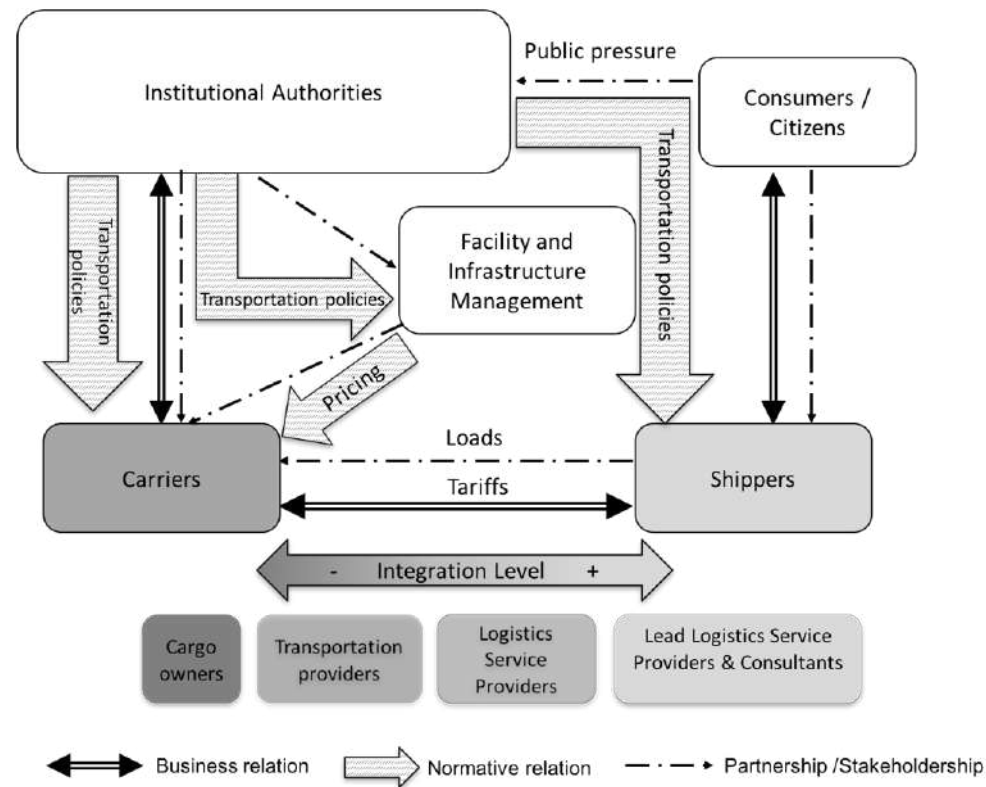 Public pressure
Institutional Authorities
Consumers /
Citizens
Transportation
policies
Transportation policies
Facility and
Infrastructure
Management
Transportation policies
Pricing
Loads
Carriers
Shippers
Tariffs
- Integration Level +
Cargo
owners
Transportation
providers
Logistics
Service
Providers
Lead Logistics Service
Providers & Consultants
Business relation
Normative relation
Partnership /Stakeholdership